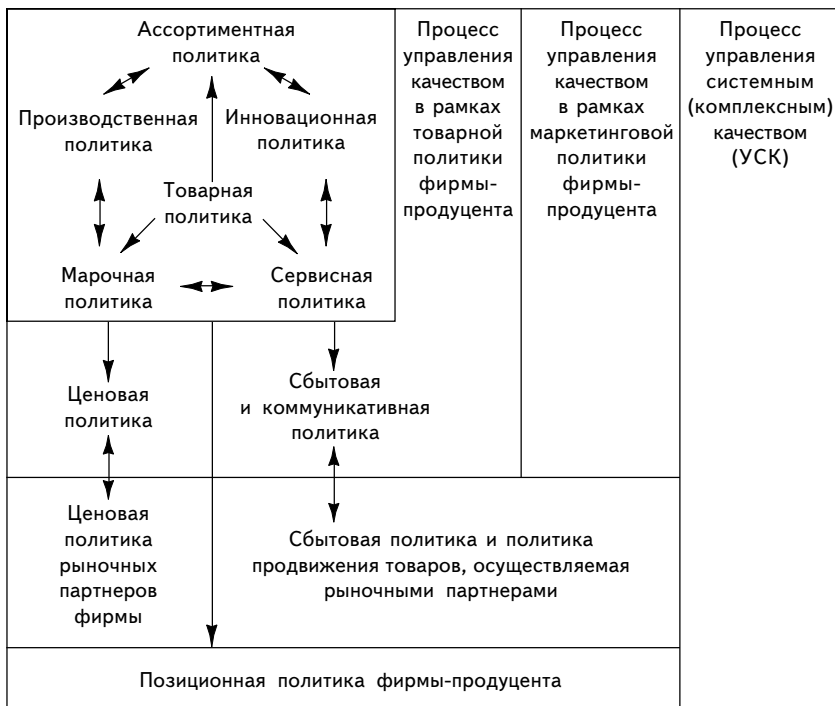 Ассортиментная
политика
Производственная
политика
Инновационная
политика
Товарная
политика
Марочная
политика
Сервисная
политика
Процесс
управления
качеством
в рамках
товарной
политики
фирмы-
продуцента
Процесс
управления
качеством
в рамках
маркетинговой
политики
фирмы-
продуцента
Процесс
управления
системным
(комплексным)
качеством
(УСК)
Ценовая
политика
Сбытовая
и коммуникативная
политика
Ценовая
политика
рыночных
партнеров
фирмы
Сбытовая политика и политика
продвижения товаров, осуществляемая
рыночными партнерами
Позиционная политика фирмы-продуцента